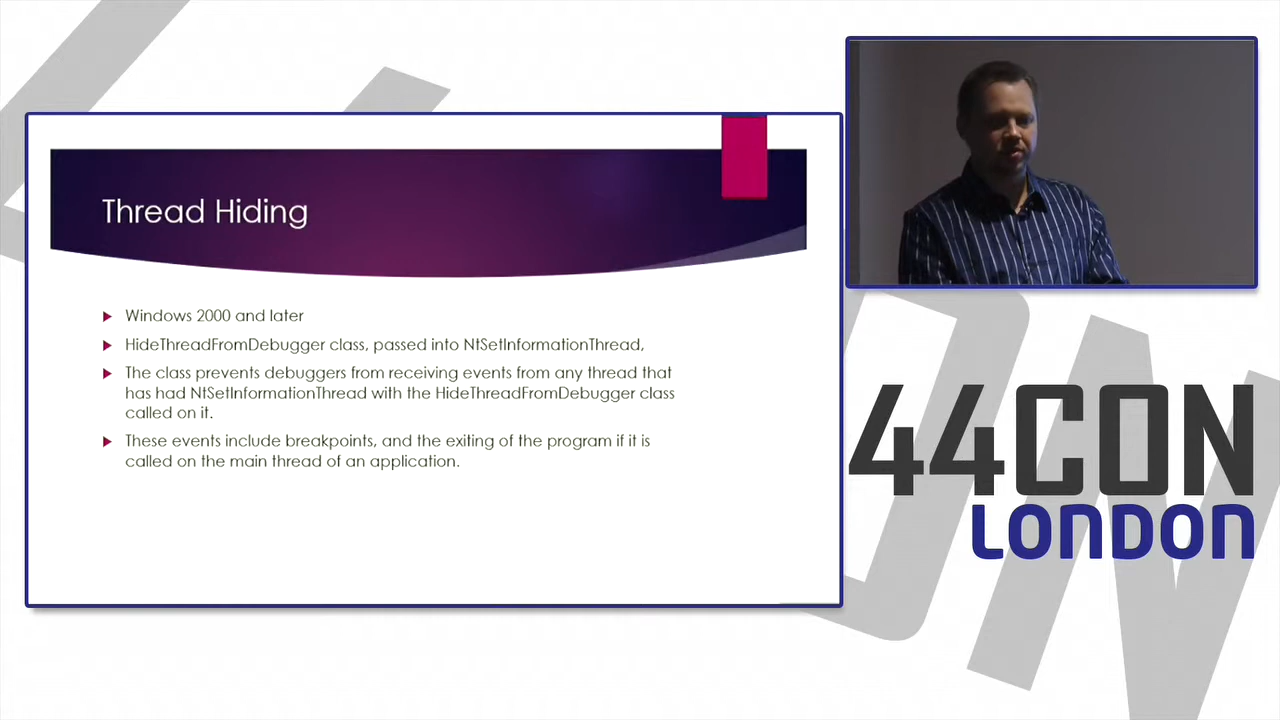 Thread Hiding
Windows 2000 and later
HideThreadFromDebugger class, passed into NtSetInformationThread,
The class prevents debuggers from receiving events from any thread that
has had NtSetInformationThread with the HideThreadFromDebugger class
called on it.
These events include breakpoints, and the exiting of the program if it is
called on the main thread of an application.
44CON
LONDON